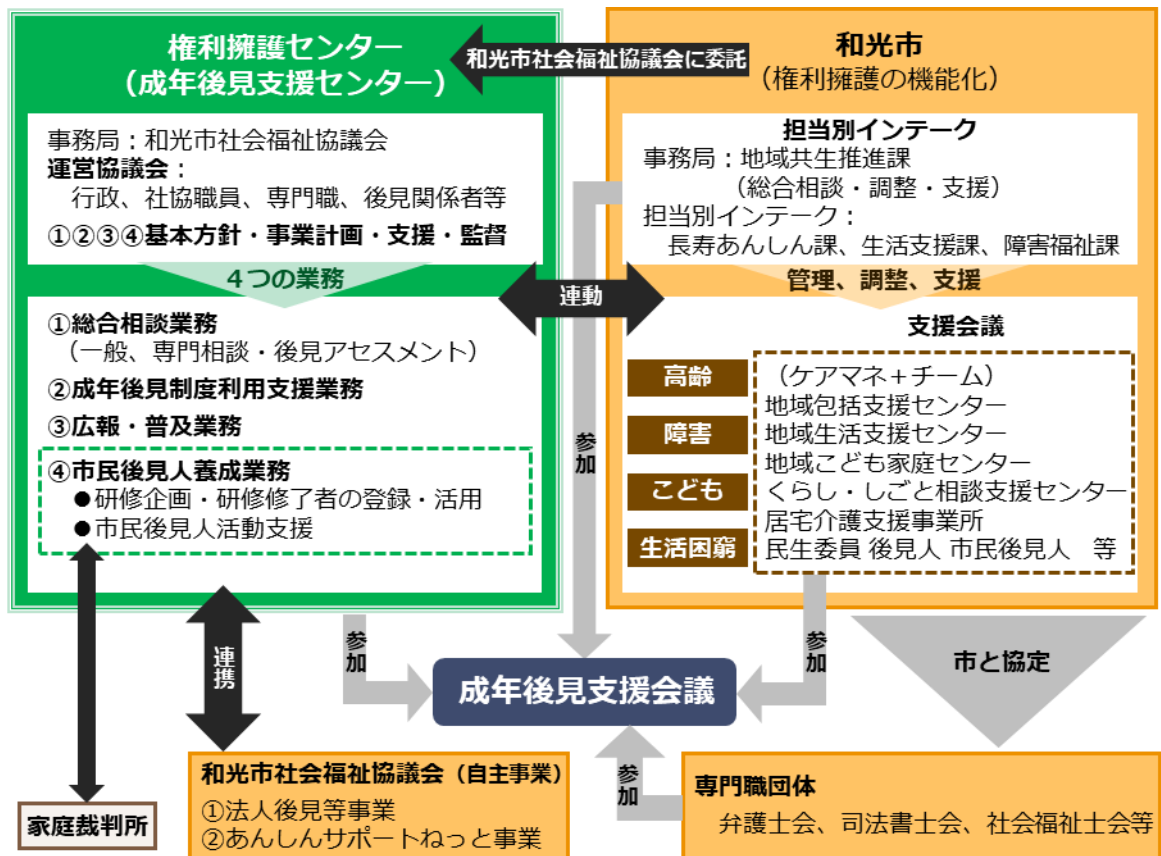 権利擁護センター
（成年後見支援センター）
事務局：和光市社会福祉協議会
運営協議会：
行政、社協職員、専門職、後見関係者等
①②③④基本方針・事業計画・支援・監督
４つの業務
①総合相談業務
（一般、専門相談・後見アセスメント）
②成年後見制度利用支援業務
③広報・普及業務
④市民後見人養成業務
●研修企画・研修修了者の登録・活用
●市民後見人活動支援
和光市社会福祉協議会に委託
連動
和光市
（権利擁護の機能化）
担当別インテーク
事務局：地域共生推進課
（総合相談・調整・支援）
担当別インテーク：
長寿あんしん課、生活支援課、障害福祉課
管理、調整、支援
支援会議
高齢
障害
こども
生活困窮
（ケアマネ＋チーム）
地域包括支援センター
地域生活支援センター
地域こども家庭センター
くらし・しごと相談支援センター
居宅介護支援事業所
民生委員 後見人 市民後見人　等
参加
連携
参加
参加
市と協定
成年後見支援会議
家庭裁判所
和光市社会福祉協議会（自主事業）
①法人後見等事業
②あんしんサポートねっと事業
参加
専門職団体
弁護士会、司法書士会、社会福祉士会等